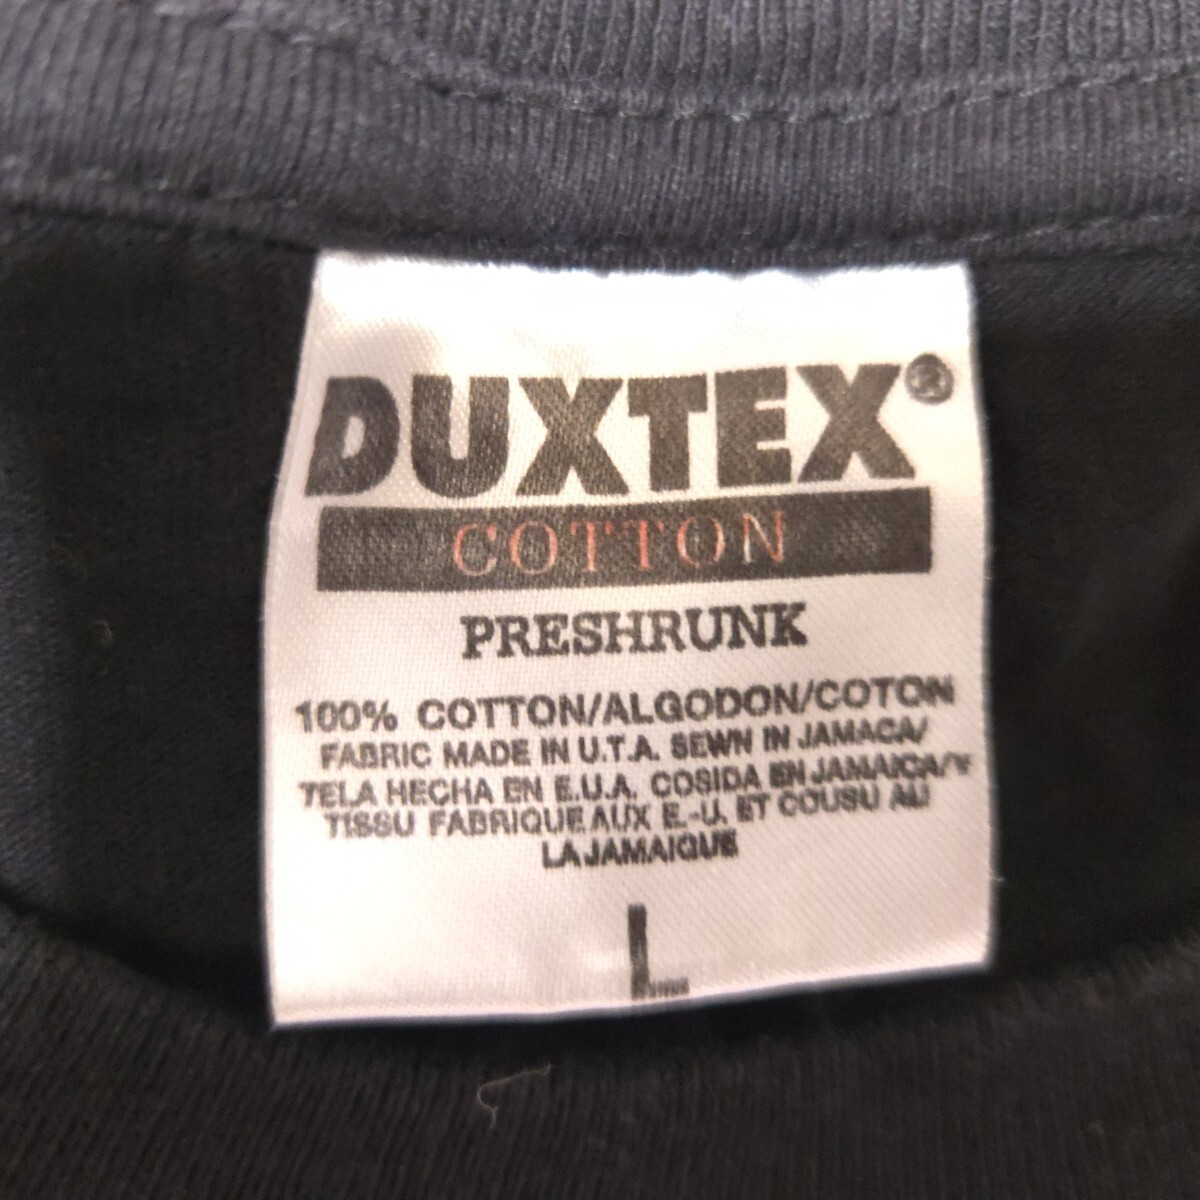 DUXTEX®
COTTON
PRESHRUNK
100% COTTON/ALGODON/COTON
FABRIC MADE IN U.T.A. SEWN IN JAMACA/
TELA HECHA EN E.U.A. COSIDA EN JAMAICA/Y
TISSU FABRIQUE AUX E.-U. ET COUSU AU
LA JAMAIQUE
L